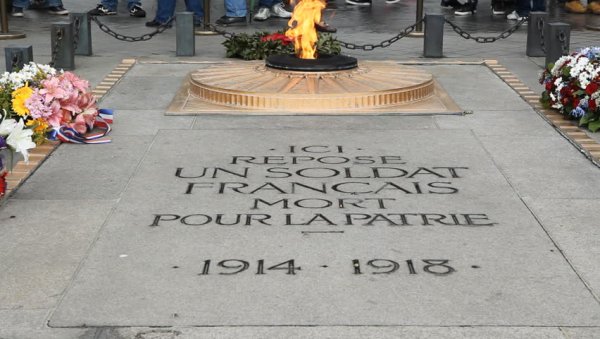 · ICI ·
REPOSE
UN SOLDAT
FRANÇAIS
MORT
POUR LA PATRIE
· 1914 · 1918 ·